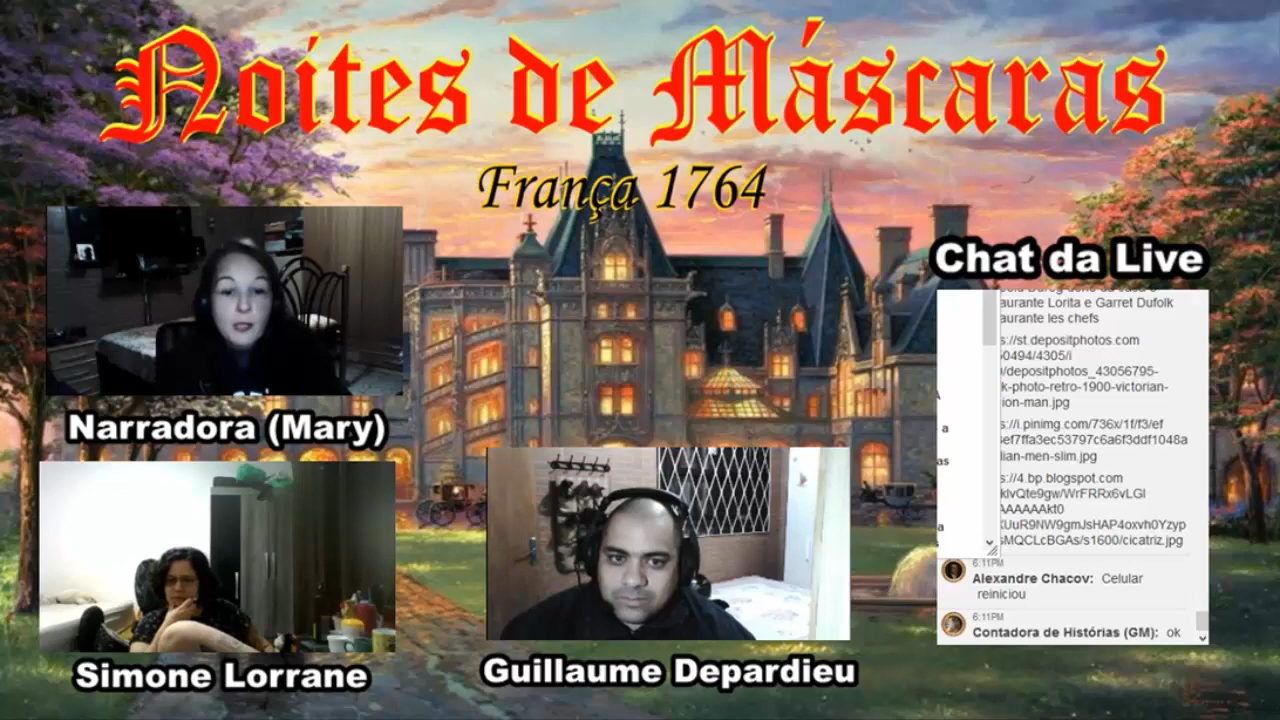 Noites de Máscaras
França 1764
Chat da Live
aurante Lorita e Garret Dufolk
aurante les chefs
s://st.depositphotos.com
0494/4305/i
/depositphotos_43056795-
k-photo-retro-1900-victorian-
ion-man.jpg
s://i.pinimg.com/736x/1f/f3/ef
ef7ffa3ec53797c6a6f3ddf1048a
lian-men-slim.jpg
s://4.bp.blogspot.com
klvQte9gw/WrFRRx6vLGI
AAAAAAkt0
UuR9NW9gmJsHAP4oxvh0Yzyp
MQCLcBGAs/s1600/cicatriz.jpg
a
as
a
6:11PM
Alexandre Chacov: Celular
reiniciou
6:11PM
Contadora de Histórias (GM): ok
Narradora (Mary)
Simone Lorrane
Guillaume Depardieu